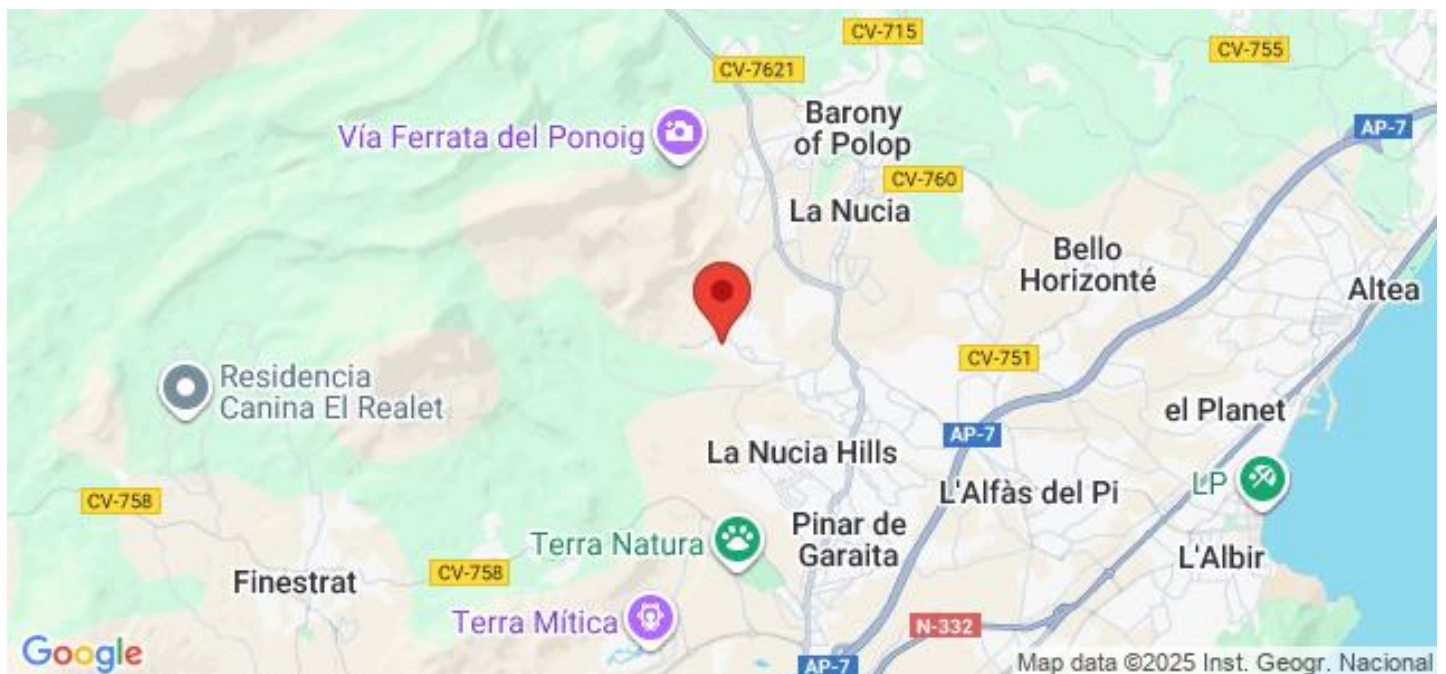 CV-715
CV-755
CV-7621
Barony
of Polop
AP-7
Vía Ferrata del Ponoig
CV-760
La Nucia
Bello
Horizonté
Altea
CV-751
Residencia
Canina El Realet
el Planet
AP-7
La Nucia Hills
LP
CV-758
L'Alfàs del Pi
Pinar de
Garaita
Terra Natura
L'Albir
Finestrat
CV-758
Terra Mítica
N-332
Google
AP-7
Map data ©2025 Inst. Geogr. Nacional